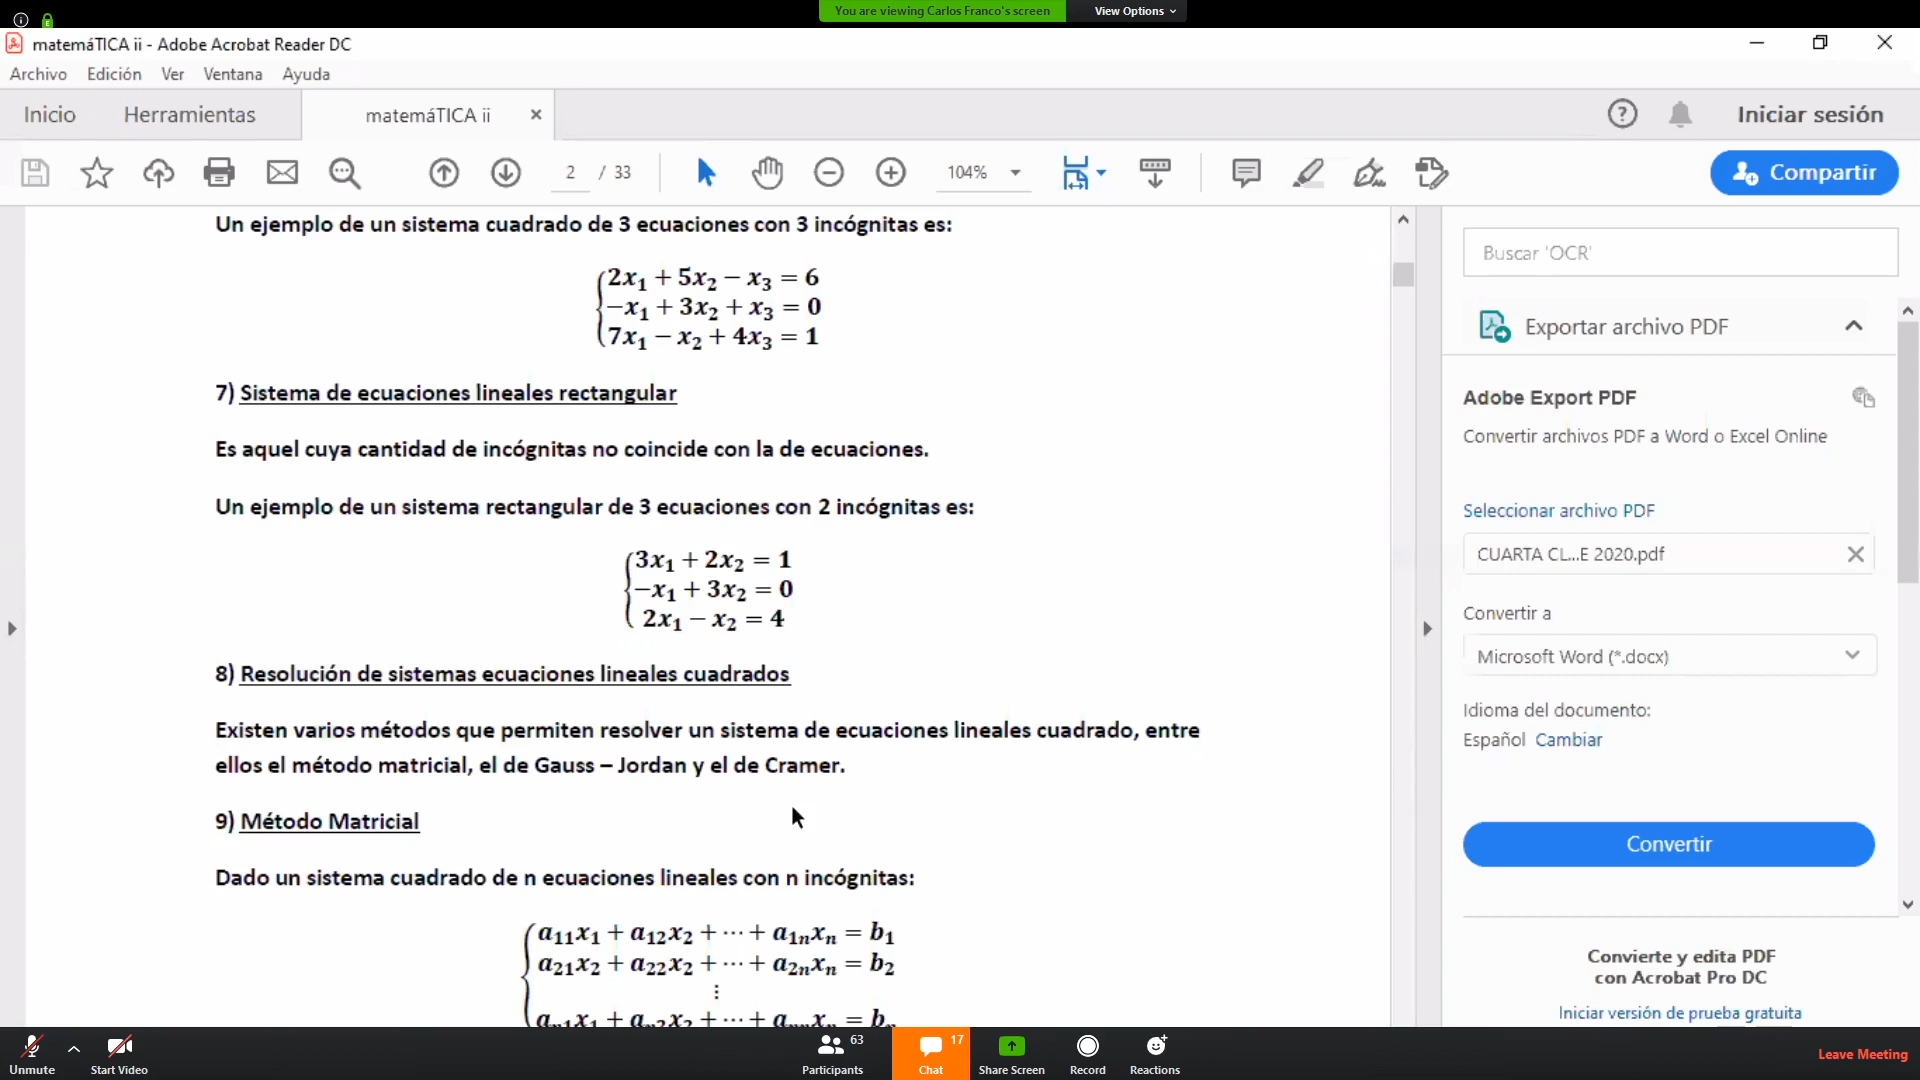 You are viewing Carlos Franco's screen
View Options
matemáTICA ii - Adobe Acrobat Reader DC
Archivo Edición Ver Ventana Ayuda
Inicio Herramientas matemáTICA ii Iniciar sesión
2 / 33 104% Compartir
Un ejemplo de un sistema cuadrado de 3 ecuaciones con 3 incógnitas es:
2x₁ + 5x₂ − x₃ = 6
−x₁ + 3x₂ + x₃ = 0
7x₁ − x₂ + 4x₃ = 1
7) Sistema de ecuaciones lineales rectangular
Es aquel cuya cantidad de incógnitas no coincide con la de ecuaciones.
Un ejemplo de un sistema rectangular de 3 ecuaciones con 2 incógnitas es:
3x₁ + 2x₂ = 1
−x₁ + 3x₂ = 0
2x₁ − x₂ = 4
8) Resolución de sistemas ecuaciones lineales cuadrados
Existen varios métodos que permiten resolver un sistema de ecuaciones lineales cuadrado, entre
ellos el método matricial, el de Gauss – Jordan y el de Cramer.
9) Método Matricial
Dado un sistema cuadrado de n ecuaciones lineales con n incógnitas:
a₁₁x₁ + a₁₂x₂ + ⋯ + a₁ₙxₙ = b₁
a₂₁x₂ + a₂₂x₂ + ⋯ + a₂ₙxₙ = b₂
⋮
aₙ₁x₁ + aₙ₂x₂ + ⋯ + aₙₙxₙ = bₙ
Buscar 'OCR'
Exportar archivo PDF
Adobe Export PDF
Convertir archivos PDF a Word o Excel Online
Seleccionar archivo PDF
CUARTA CL...E 2020.pdf
Convertir a
Microsoft Word (*.docx)
Idioma del documento:
Español Cambiar
Convertir
Convierte y edita PDF
con Acrobat Pro DC
Iniciar versión de prueba gratuita
Unmute
Start Video
Participants 63
Chat 17
Share Screen
Record
Reactions
Leave Meeting